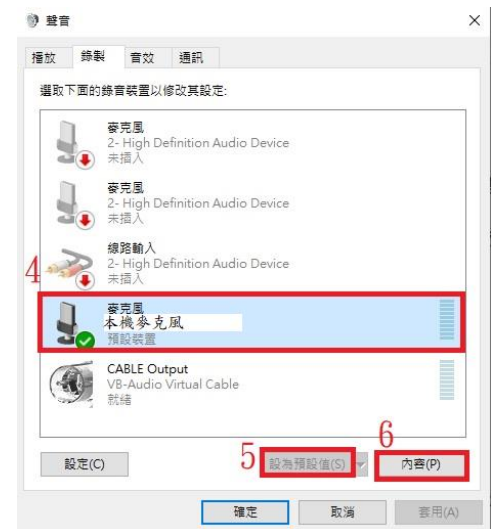 聲音
播放 錄製 音效 通訊
選取下面的錄音裝置以修改其設定:
麥克風
2- High Definition Audio Device
未插入
麥克風
2- High Definition Audio Device
未插入
線路輸入
2- High Definition Audio Device
未插入
4
麥克風
本機麥克風
預設裝置
CABLE Output
VB-Audio Virtual Cable
就緒
設定(C) 5 設為預設值(S) 6 內容(P)
確定 取消 套用(A)